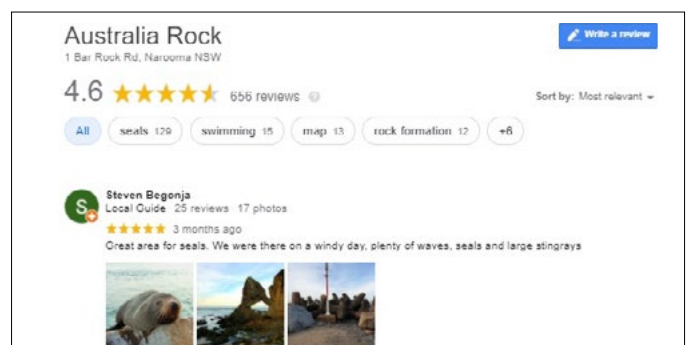 Australia Rock
Write a review
1 Bar Rock Rd, Narooma NSW
4.6 656 reviews
Sort by: Most relevant
All seals 129 swimming 15 map 13 rock formation 12 +6
S
Steven Begonja
Local Guide 25 reviews 17 photos
3 months ago
Great area for seals. We were there on a windy day, plenty of waves, seals and large stingrays